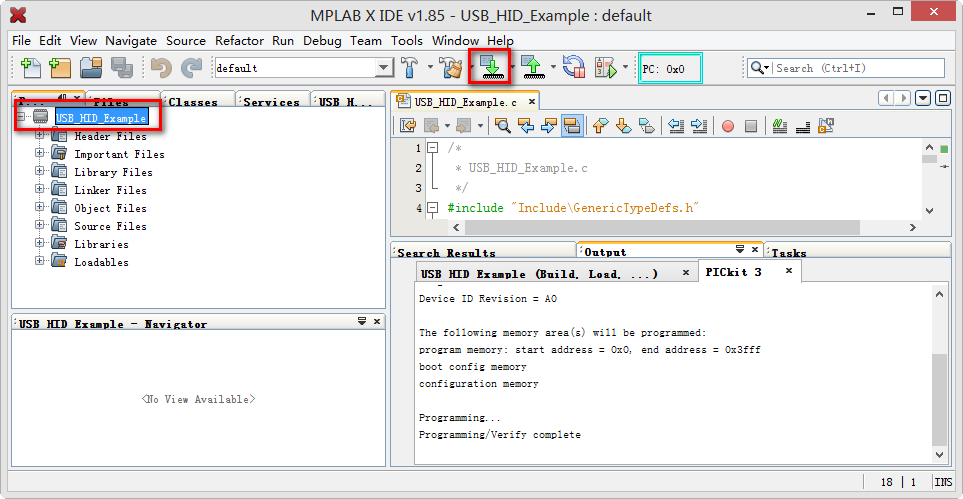 MPLAB X IDE v1.85 - USB_HID_Example : default
File Edit View Navigate Source Refactor Run Debug Team Tools Window Help
default
PC: 0x0
Search (Ctrl+I)
P... Files Classes Services USB H...
USB_HID_Example
Header Files
Important Files
Library Files
Linker Files
Object Files
Source Files
Libraries
Loadables
USB_HID_Example.c
1 /*
2 * USB_HID_Example.c
3 */
4 #include "Include\GenericTypeDefs.h"
Search Results Output Tasks
USB HID Example (Build, Load, ...) PICkit 3
Device ID Revision = A0
The following memory area(s) will be programmed:
program memory: start address = 0x0, end address = 0x3fff
boot config memory
configuration memory
Programming...
Programming/Verify complete
USB HID Example - Navigator
<No View Available>
18 | 1 INS